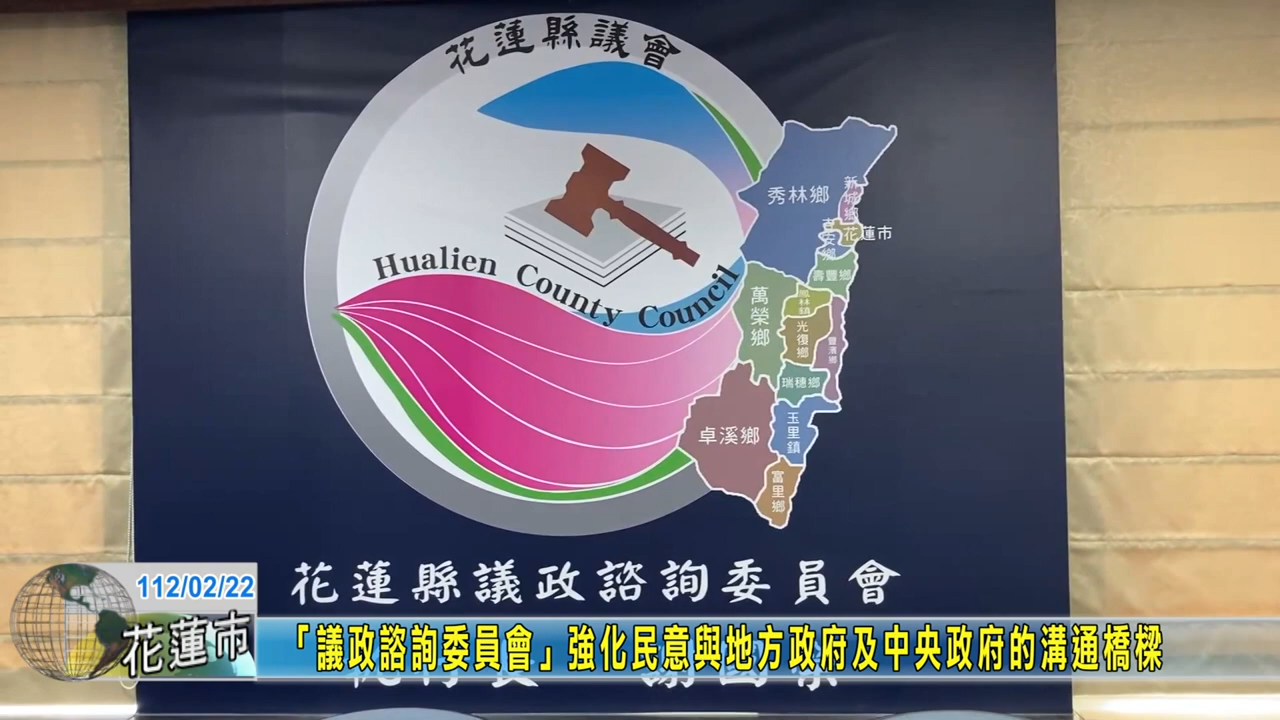 花蓮縣議會
Hualien County Council
秀林鄉
新城鄉
花蓮市
吉安鄉
壽豐鄉
萬榮鄉
鳳林鎮
光復鄉
豐濱鄉
瑞穗鄉
卓溪鄉
玉里鎮
富里鄉
花蓮縣議政諮詢委員會
112/02/22
花蓮市
「議政諮詢委員會」強化民意與地方政府及中央政府的溝通橋樑